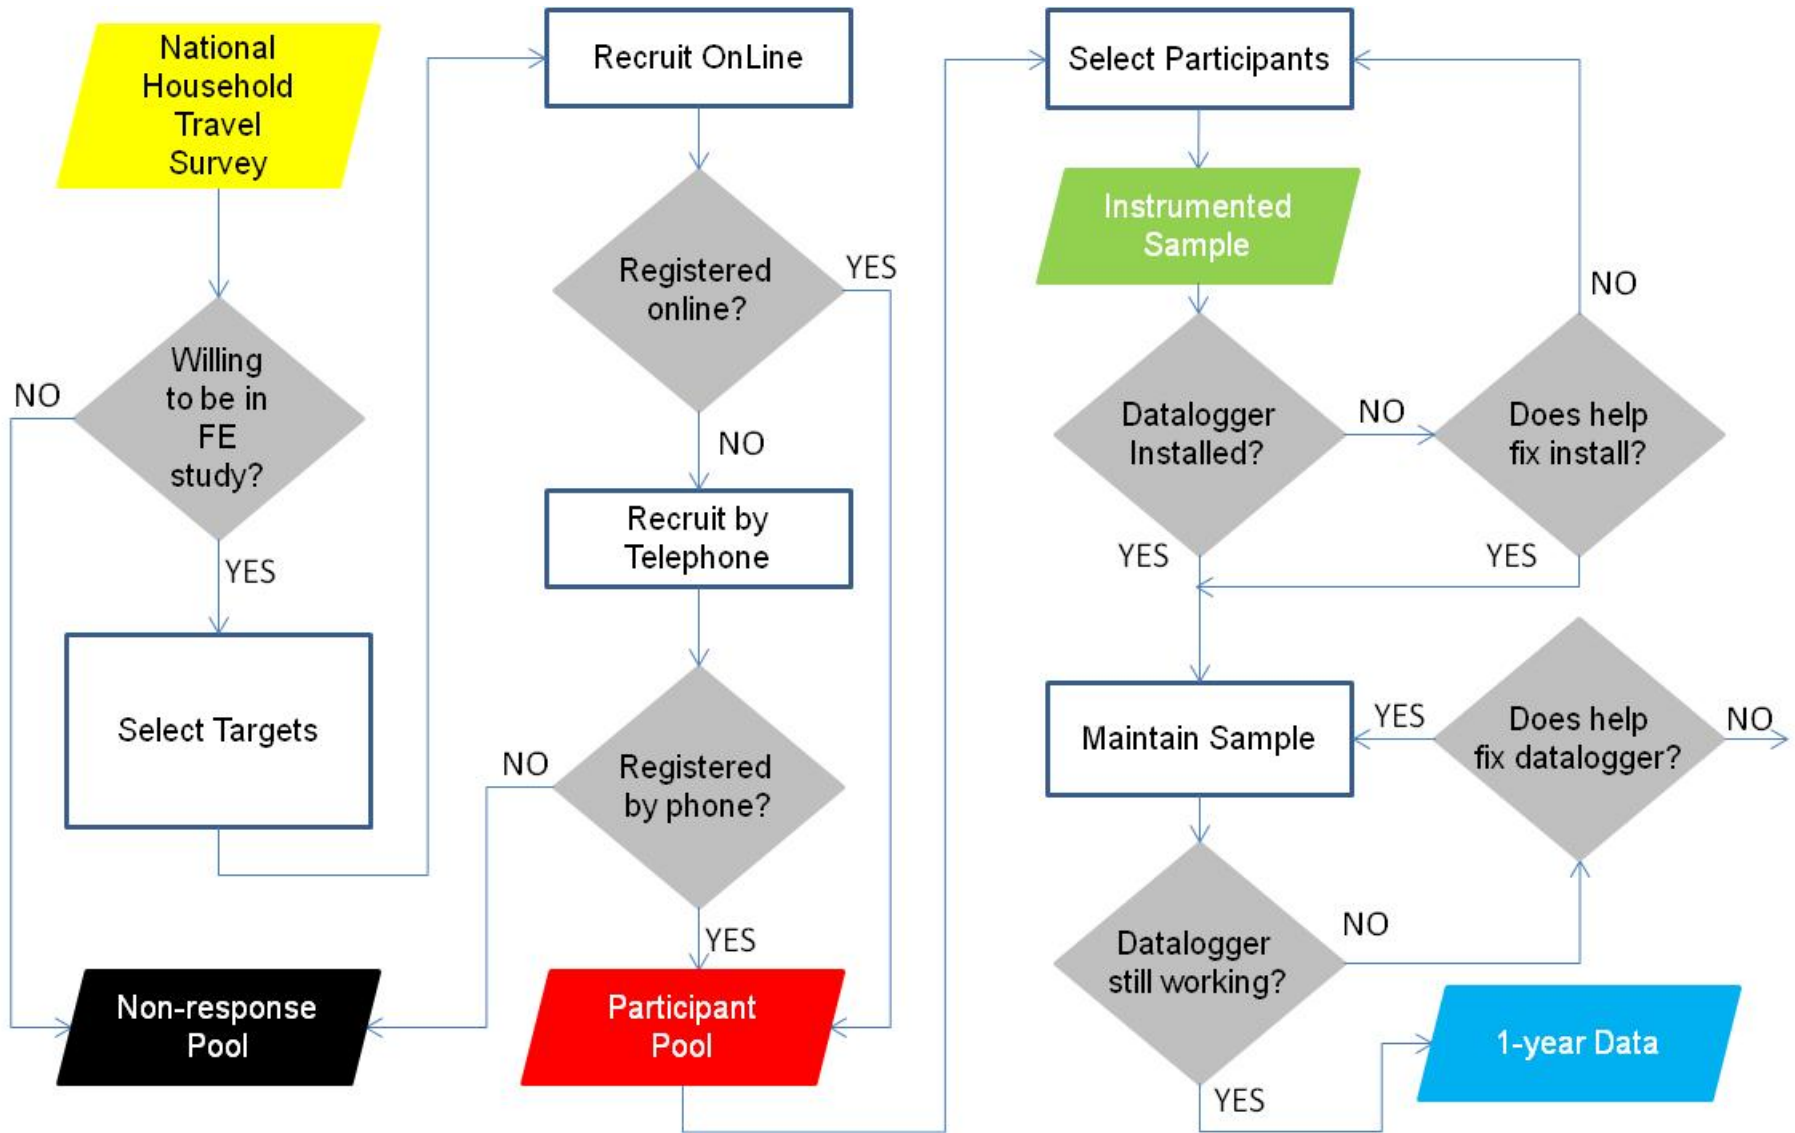 National
Household
Travel
Survey
Willing
to be in
FE
study?
NO
YES
Select Targets
Non-response
Pool
Recruit OnLine
Registered
online?
YES
NO
Recruit by
Telephone
Registered
by phone?
NO
YES
Participant
Pool
Select Participants
Instrumented
Sample
Datalogger
Installed?
NO
YES
Does help
fix install?
NO
YES
Maintain Sample
YES
Does help
fix datalogger?
NO
Datalogger
still working?
NO
YES
1-year Data